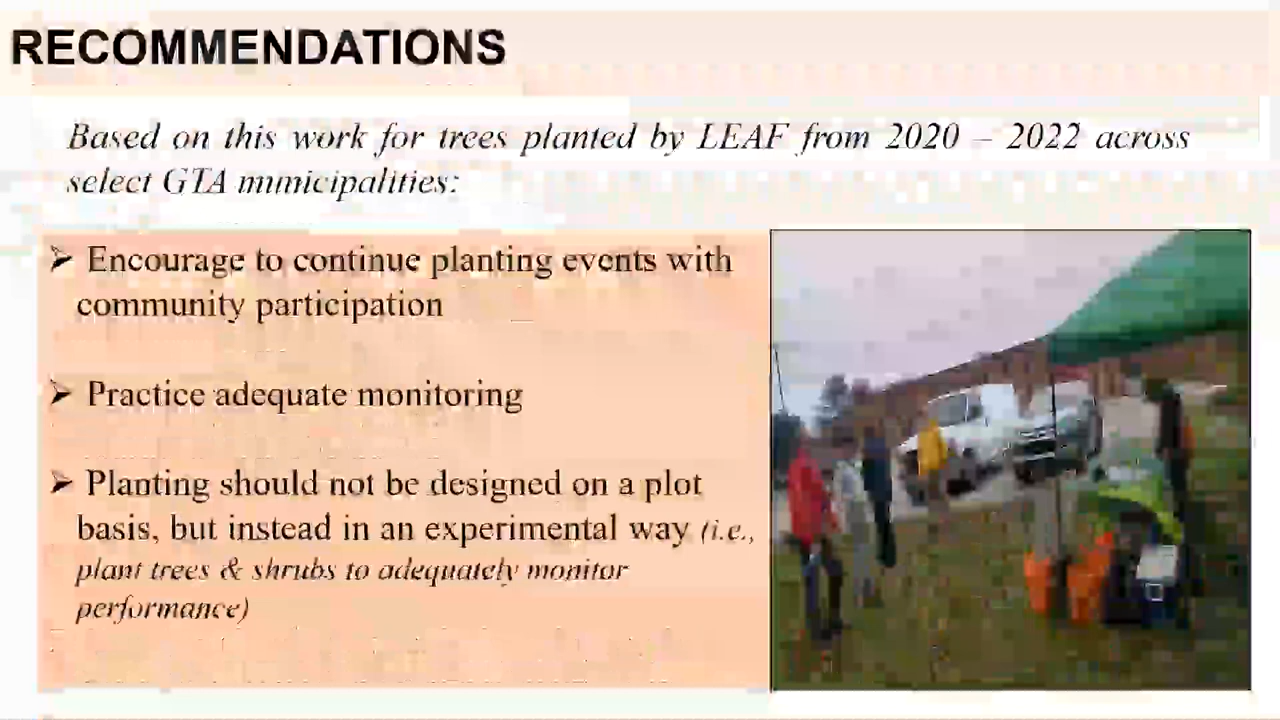 RECOMMENDATIONS
Based on this work for trees planted by LEAF from 2020 – 2022 across
select GTA municipalities:
➢ Encourage to continue planting events with
community participation
➢ Practice adequate monitoring
➢ Planting should not be designed on a plot
basis, but instead in an experimental way (i.e.,
plant trees & shrubs to adequately monitor
performance)